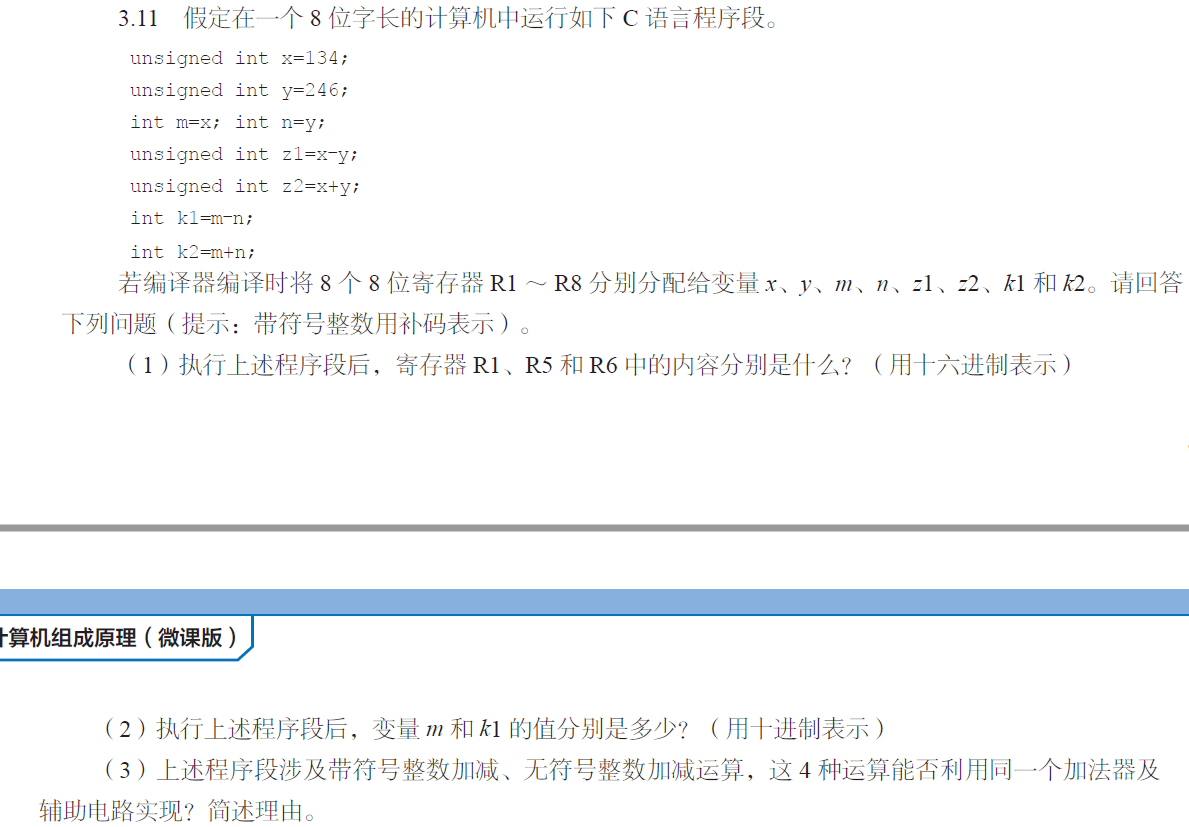 3.11 假定在一个 8 位字长的计算机中运行如下 C 语言程序段。
unsigned int x=134;
unsigned int y=246;
int m=x; int n=y;
unsigned int z1=x-y;
unsigned int z2=x+y;
int k1=m-n;
int k2=m+n;
若编译器编译时将 8 个 8 位寄存器 R1 ～ R8 分别分配给变量 x、y、m、n、z1、z2、k1 和 k2。请回答
下列问题（提示：带符号整数用补码表示）。
（1）执行上述程序段后，寄存器 R1、R5 和 R6 中的内容分别是什么？（用十六进制表示）
计算机组成原理（微课版）
（2）执行上述程序段后，变量 m 和 k1 的值分别是多少？（用十进制表示）
（3）上述程序段涉及带符号整数加减、无符号整数加减运算，这 4 种运算能否利用同一个加法器及
辅助电路实现？简述理由。